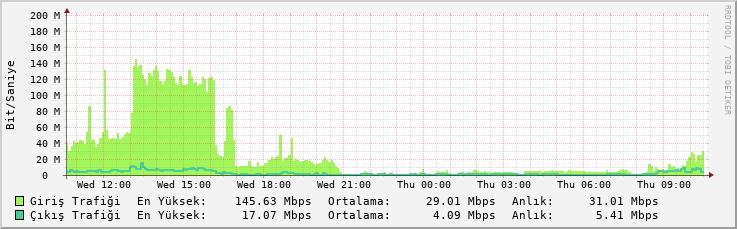 200 M
180 M
160 M
140 M
120 M
100 M
80 M
60 M
40 M
20 M
0
Bit/Saniye
Wed 12:00 Wed 15:00 Wed 18:00 Wed 21:00 Thu 00:00 Thu 03:00 Thu 06:00 Thu 09:00
Giriş Trafiği En Yüksek: 145.63 Mbps Ortalama: 29.01 Mbps Anlık: 31.01 Mbps
Çıkış Trafiği En Yüksek: 17.07 Mbps Ortalama: 4.09 Mbps Anlık: 5.41 Mbps
RRDTOOL / TOBI OETIKER